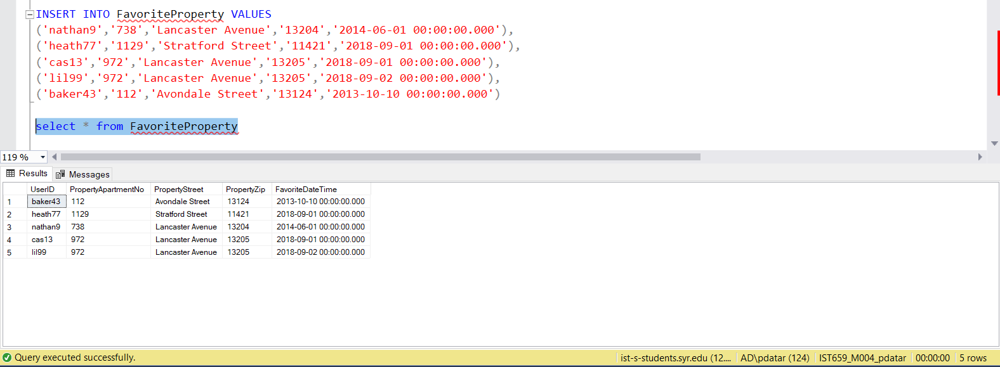 INSERT INTO FavoriteProperty VALUES
('nathan9','738','Lancaster Avenue','13204','2014-06-01 00:00:00.000'),
('heath77','1129','Stratford Street','11421','2018-09-01 00:00:00.000'),
('cas13','972','Lancaster Avenue','13205','2018-09-01 00:00:00.000'),
('lil99','972','Lancaster Avenue','13205','2018-09-02 00:00:00.000'),
('baker43','112','Avondale Street','13124','2013-10-10 00:00:00.000')
select * from FavoriteProperty
119 %
Results Messages
UserID PropertyApartmentNo PropertyStreet PropertyZip FavoriteDateTime
1 baker43 112 Avondale Street 13124 2013-10-10 00:00:00.000
2 heath77 1129 Stratford Street 11421 2018-09-01 00:00:00.000
3 nathan9 738 Lancaster Avenue 13204 2014-06-01 00:00:00.000
4 cas13 972 Lancaster Avenue 13205 2018-09-01 00:00:00.000
5 lil99 972 Lancaster Avenue 13205 2018-09-02 00:00:00.000
Query executed successfully. ist-s-students.syr.edu (12.... AD\pdatar (124) IST659_M004_pdatar 00:00:00 5 rows